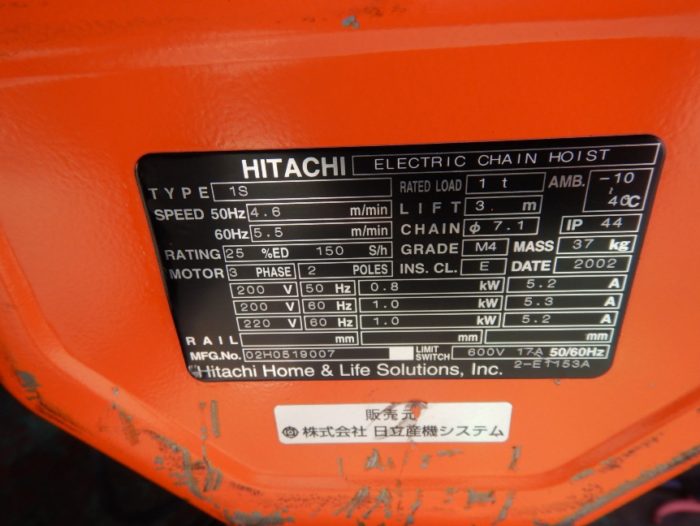 HITACHI ELECTRIC CHAIN HOIST
TYPE 1S RATED LOAD 1 t AMB. -10 ~ 40℃
SPEED 50Hz 4.6 m/min LIFT 3. m
60Hz 5.5 m/min CHAIN φ 7.1 IP 44
RATING 25 %ED 150 S/h GRADE M4 MASS 37 kg
MOTOR 3 PHASE 2 POLES INS. CL. E DATE 2002
200 V 50 Hz 0.8 kW 5.2 A
200 V 60 Hz 1.0 kW 5.3 A
220 V 60 Hz 1.0 kW 5.2 A
RAIL mm mm mm
MFG.No. 02H0519007 LIMIT SWITCH 600V 17A 50/60Hz
Hitachi Home & Life Solutions, Inc. 2-E1153A
販売元
株式会社 日立産機システム